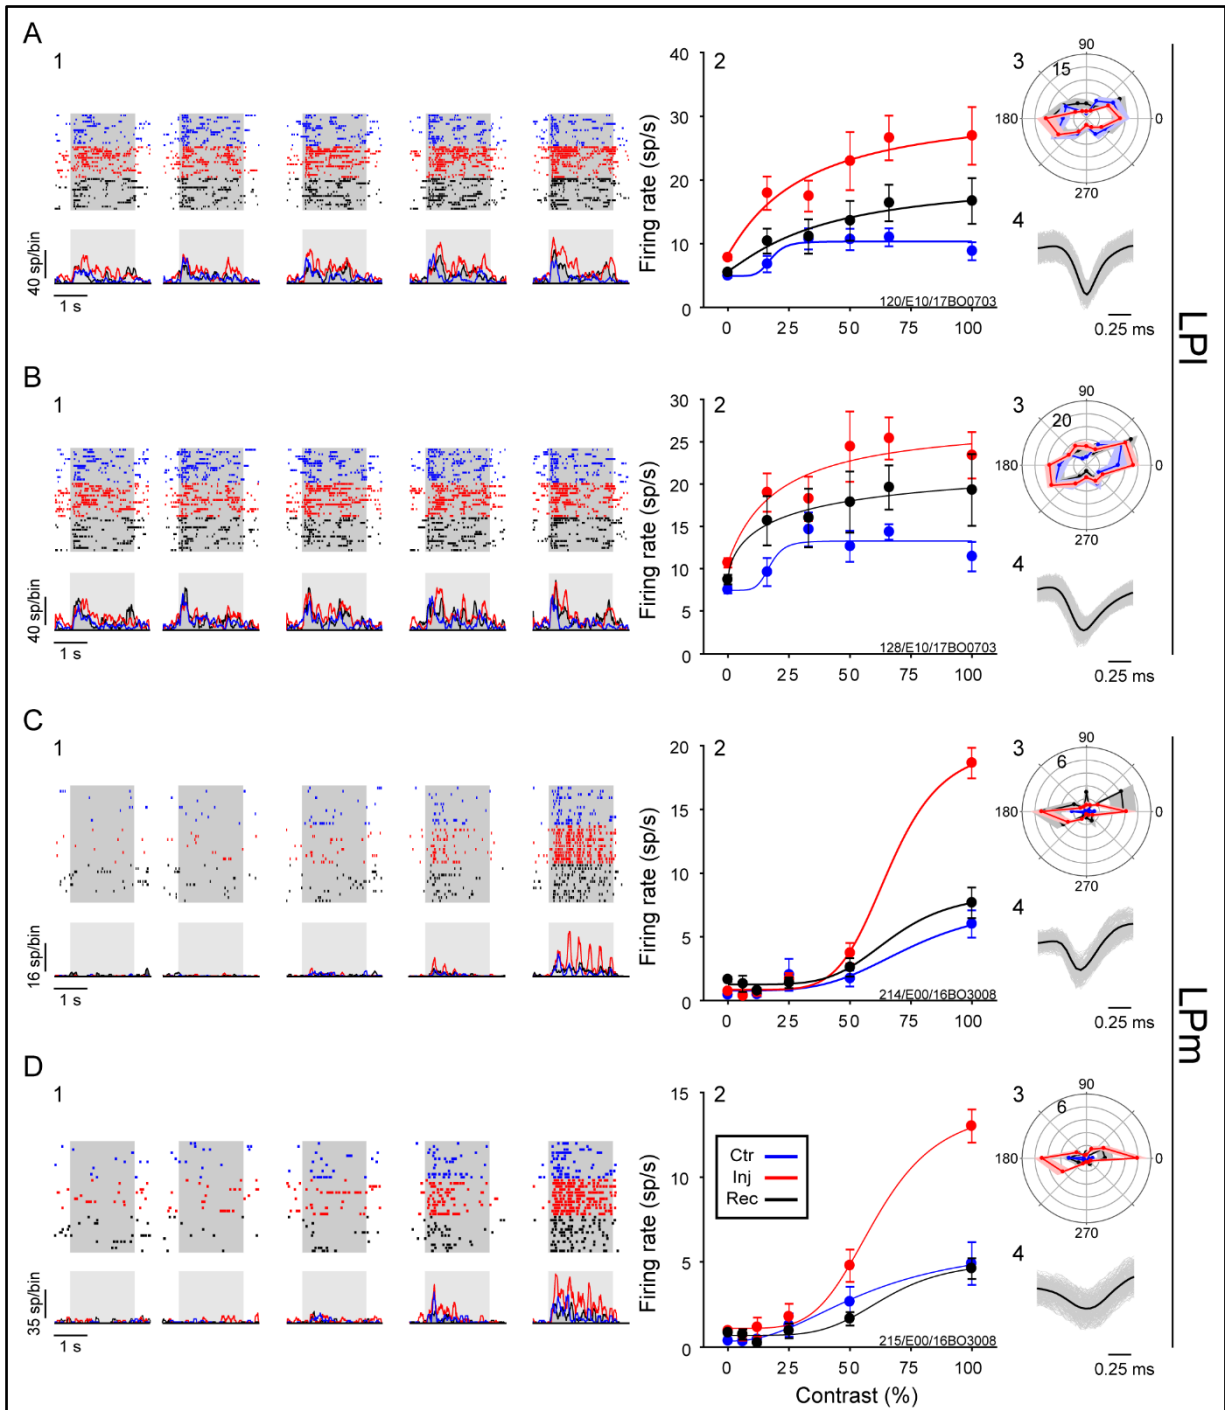 A
1
40 sp/bin
1 s
2
Firing rate (sp/s)
40
30
20
10
0
0 25 50 75 100
120/E10/17BO0703
3
90
15
180
0
270
4
0.25 ms
LPl
B
1
40 sp/bin
1 s
2
Firing rate (sp/s)
30
25
20
15
10
5
0
0 25 50 75 100
128/E10/17BO0703
3
90
20
180
0
270
4
0.25 ms
C
1
16 sp/bin
1 s
2
Firing rate (sp/s)
20
15
10
5
0
0 25 50 75 100
214/E00/16BO3008
3
90
6
180
0
270
4
0.25 ms
LPm
D
1
35 sp/bin
1 s
2
Firing rate (sp/s)
15
10
5
0
Ctr
Inj
Rec
0 25 50 75 100
215/E00/16BO3008
Contrast (%)
3
90
6
180
0
270
4
0.25 ms